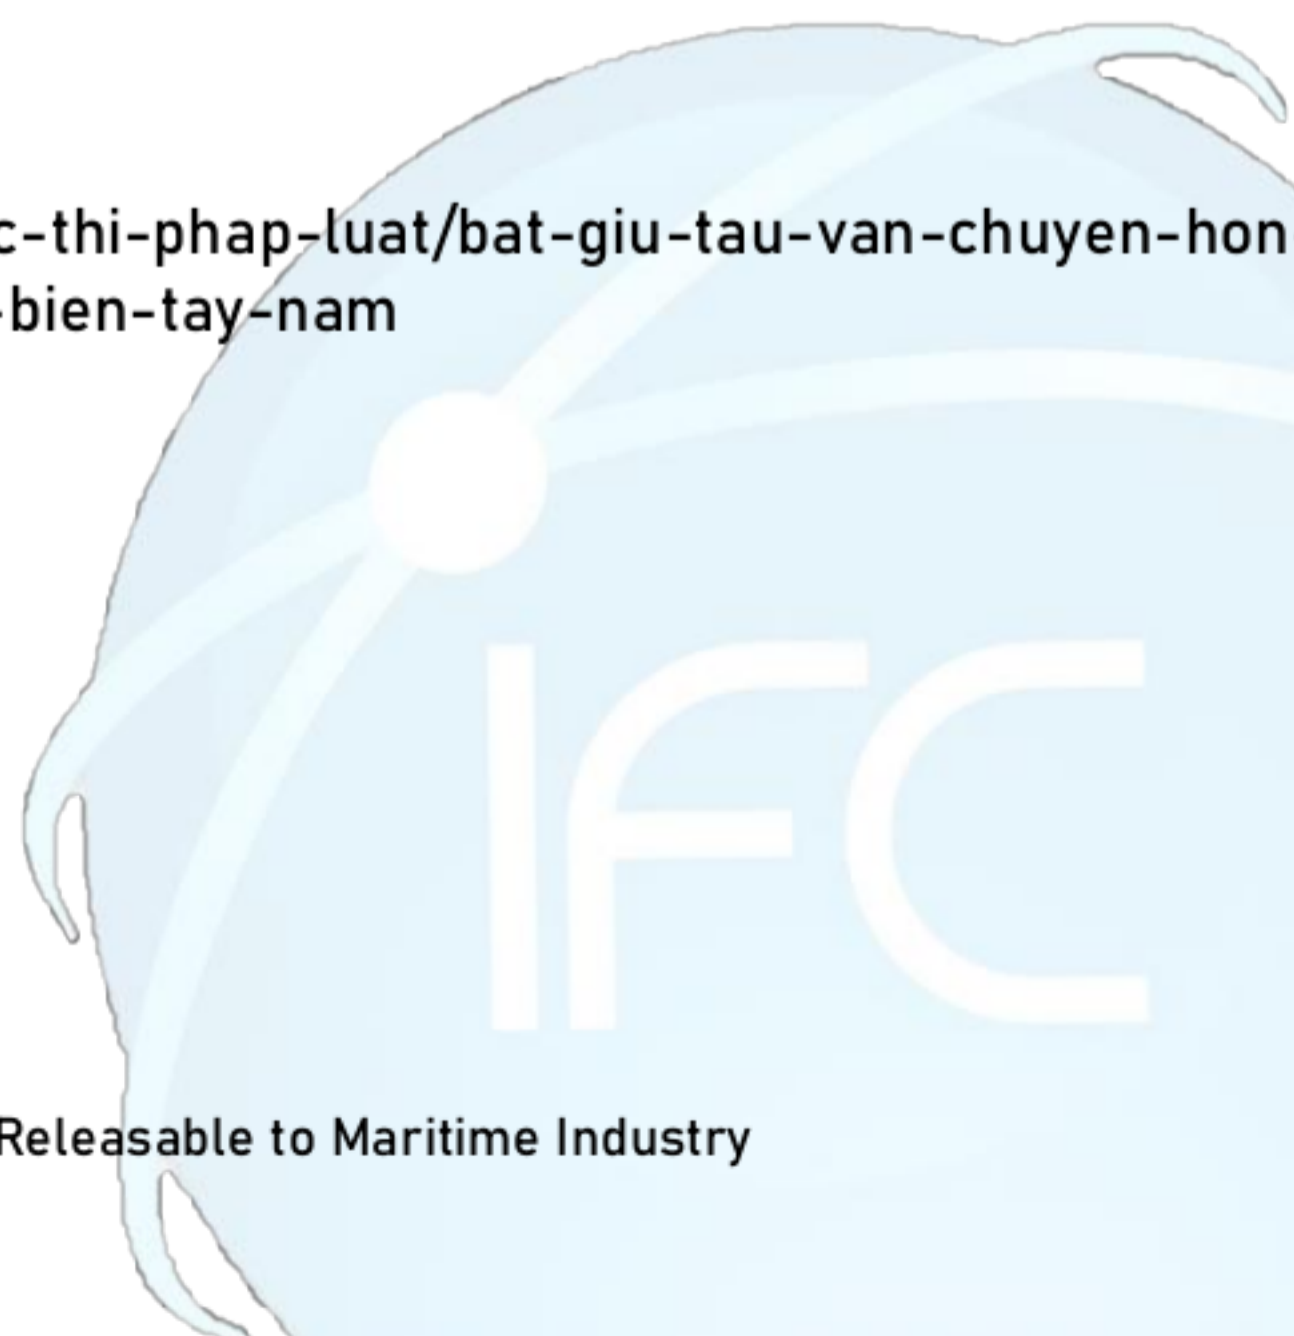 c-thi-phap-luat/bat-giu-tau-van-chuyen-hon
-bien-tay-nam
IFC
Releasable to Maritime Industry